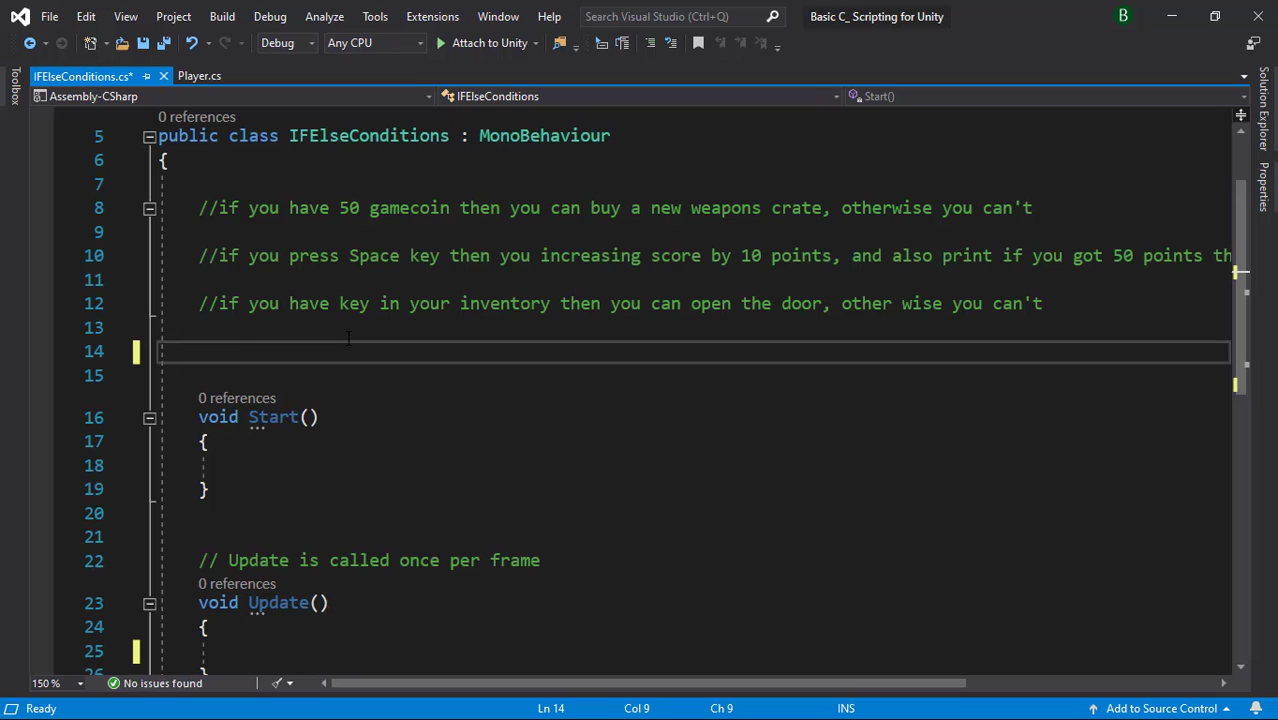 File Edit View Project Build Debug Analyze Tools Extensions Window Help Search Visual Studio (Ctrl+Q) Basic C_ Scripting for Unity B
Debug Any CPU Attach to Unity
IFElseConditions.cs* Player.cs
Assembly-CSharp IFElseConditions Start()
Toolbox
Solution Explorer
Properties
0 references
5 public class IFElseConditions : MonoBehaviour
6 {
7
8 //if you have 50 gamecoin then you can buy a new weapons crate, otherwise you can't
9
10 //if you press Space key then you increasing score by 10 points, and also print if you got 50 points th
11
12 //if you have key in your inventory then you can open the door, other wise you can't
13
14
15
0 references
16 void Start()
17 {
18
19 }
20
21
22 // Update is called once per frame
0 references
23 void Update()
24 {
25
26 }
150 % No issues found
Ready Ln 14 Col 9 Ch 9 INS Add to Source Control